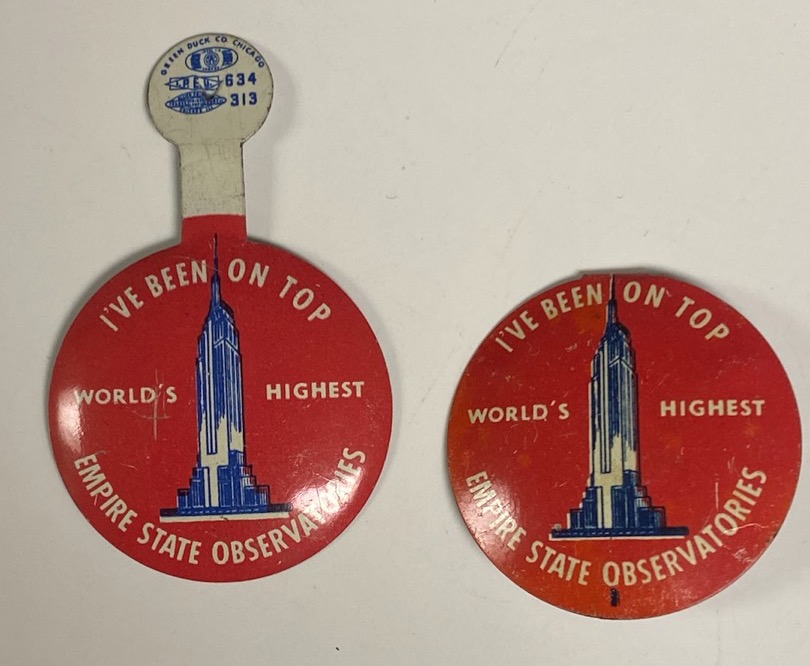 GREEN DUCK CO CHICAGO
634
313
I'VE BEEN ON TOP
WORLD'S HIGHEST
EMPIRE STATE OBSERVATORIES
I'VE BEEN ON TOP
WORLD'S HIGHEST
EMPIRE STATE OBSERVATORIES